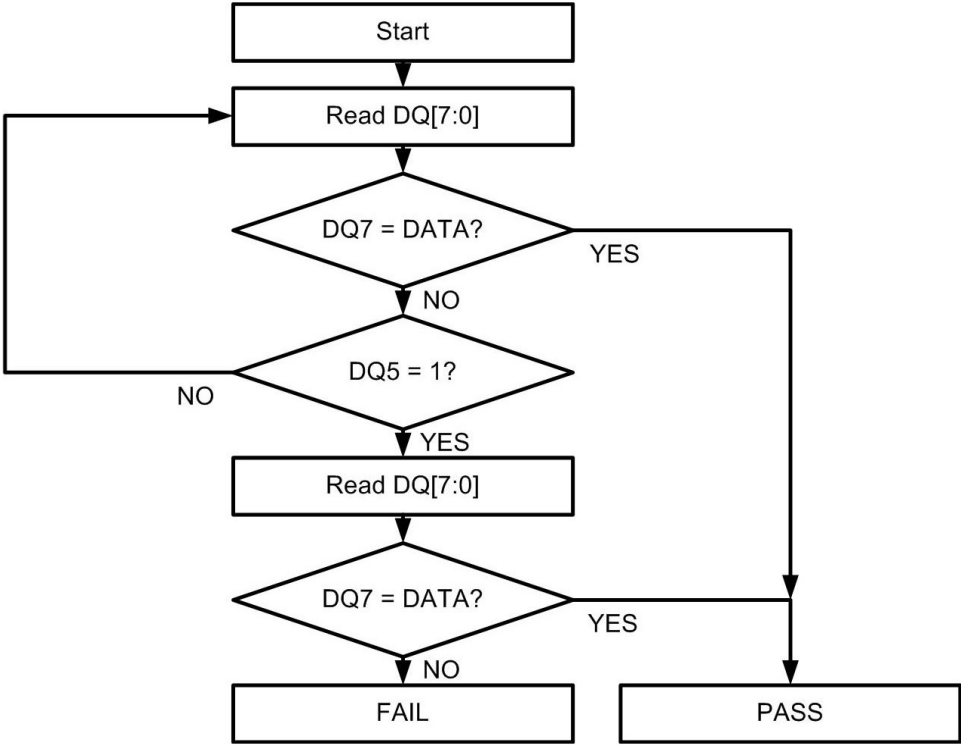 Start
Read DQ[7:0]
DQ7 = DATA?
YES
NO
DQ5 = 1?
NO
YES
Read DQ[7:0]
DQ7 = DATA?
YES
NO
FAIL
PASS